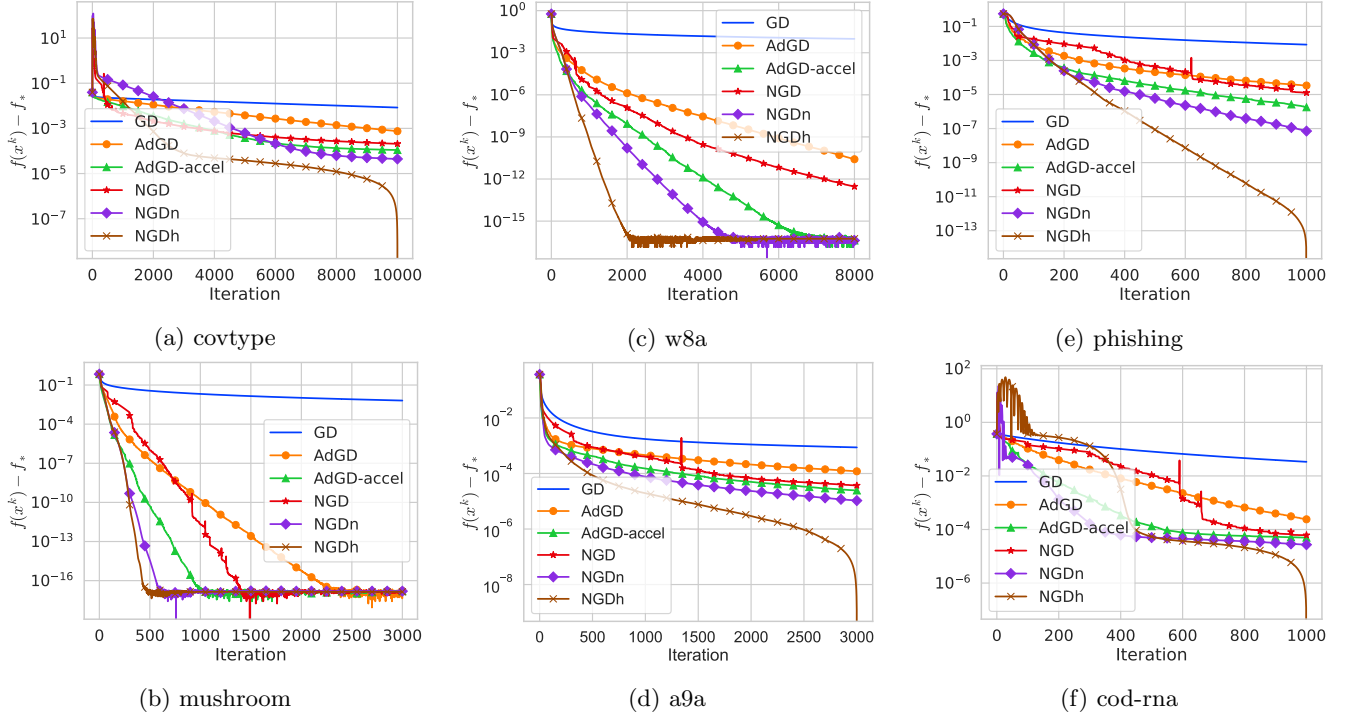 f(x^k) − f_*
10^1
10^−1
10^−3
10^−5
10^−7
GD
AdGD
AdGD-accel
NGD
NGDn
NGDh
0 2000 4000 6000 8000 10000
Iteration
(a) covtype
f(x^k) − f_*
10^0
10^−3
10^−6
10^−9
10^−12
10^−15
GD
AdGD
AdGD-accel
NGD
NGDn
NGDh
0 2000 4000 6000 8000
Iteration
(c) w8a
f(x^k) − f_*
10^−1
10^−3
10^−5
10^−7
10^−9
10^−11
10^−13
GD
AdGD
AdGD-accel
NGD
NGDn
NGDh
0 200 400 600 800 1000
Iteration
(e) phishing
f(x^k) − f_*
10^−1
10^−4
10^−7
10^−10
10^−13
10^−16
GD
AdGD
AdGD-accel
NGD
NGDn
NGDh
0 500 1000 1500 2000 2500 3000
Iteration
(b) mushroom
f(x^k) − f_*
10^−2
10^−4
10^−6
10^−8
GD
AdGD
AdGD-accel
NGD
NGDn
NGDh
0 500 1000 1500 2000 2500 3000
Iteration
(d) a9a
f(x^k) − f_*
10^2
10^0
10^−2
10^−4
10^−6
GD
AdGD
AdGD-accel
NGD
NGDn
NGDh
0 200 400 600 800 1000
Iteration
(f) cod-rna